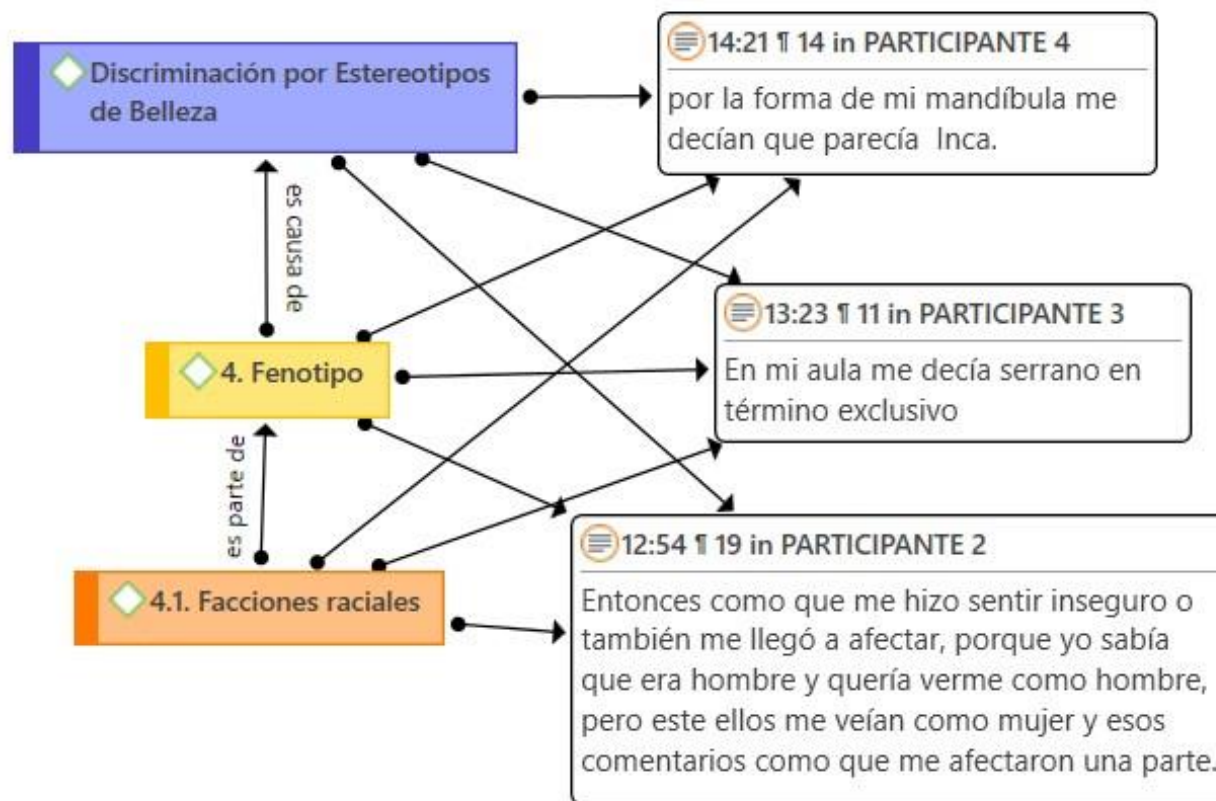 Discriminación por Estereotipos
de Belleza
14:21 ¶ 14 in PARTICIPANTE 4
por la forma de mi mandíbula me
decían que parecía  Inca.
es causa de
13:23 ¶ 11 in PARTICIPANTE 3
En mi aula me decía serrano en
término exclusivo
4. Fenotipo
es parte de
12:54 ¶ 19 in PARTICIPANTE 2
Entonces como que me hizo sentir inseguro o
también me llegó a afectar, porque yo sabía
que era hombre y quería verme como hombre,
pero este ellos me veían como mujer y esos
comentarios como que me afectaron una parte.
4.1. Facciones raciales